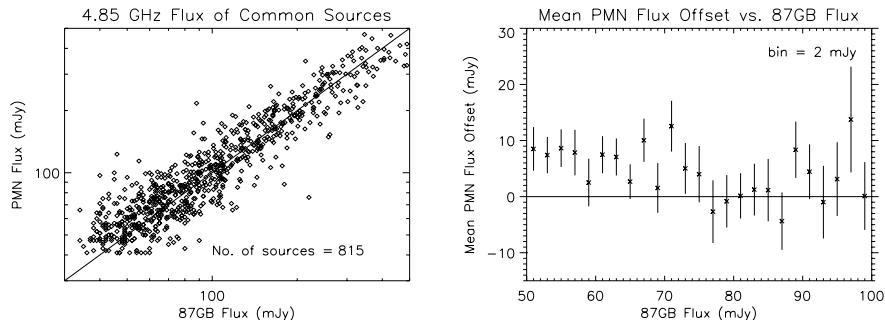 4.85 GHz Flux of Common Sources
PMN Flux (mJy)
100
No. of sources = 815
100
87GB Flux (mJy)
Mean PMN Flux Offset vs. 87GB Flux
Mean PMN Flux Offset (mJy)
30
20
10
0
−10
bin = 2 mJy
50 60 70 80 90 100
87GB Flux (mJy)